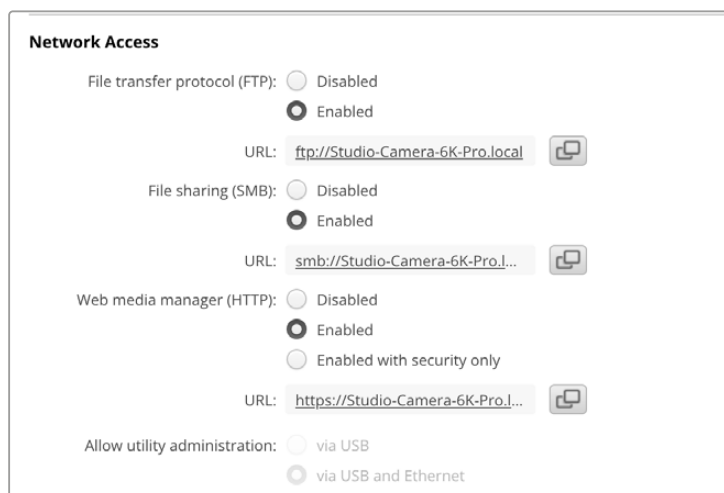 Network Access
File transfer protocol (FTP): Disabled
Enabled
URL: ftp://Studio-Camera-6K-Pro.local
File sharing (SMB): Disabled
Enabled
URL: smb://Studio-Camera-6K-Pro.l...
Web media manager (HTTP): Disabled
Enabled
Enabled with security only
URL: https://Studio-Camera-6K-Pro.l...
Allow utility administration: via USB
via USB and Ethernet